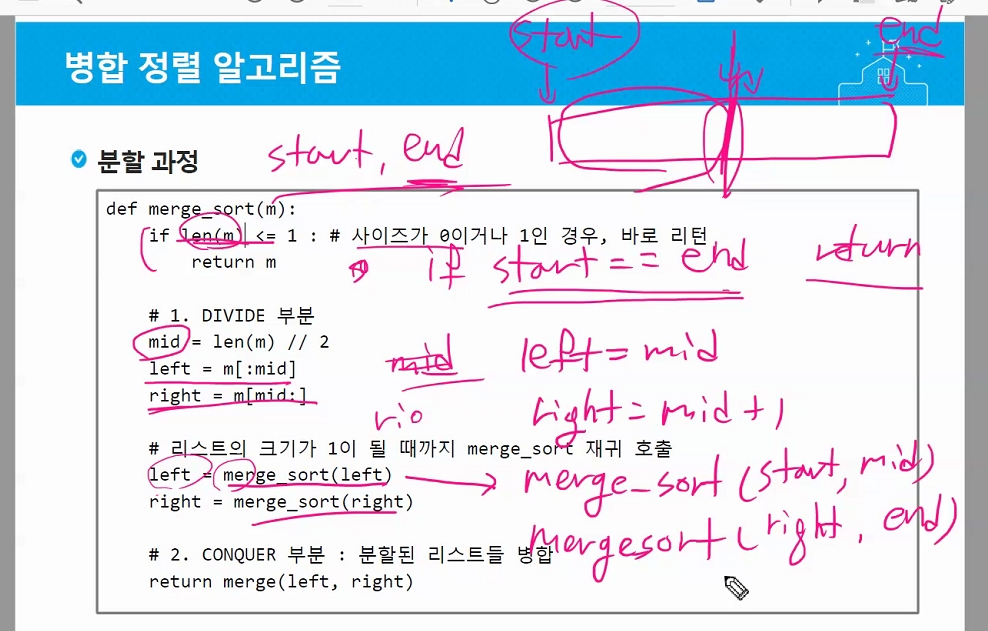 start
end
병합 정렬 알고리즘
분할 과정
start, end
def merge_sort(m):
if len(m) <= 1 : # 사이즈가 0이거나 1인 경우, 바로 리턴
return m
if start == end return
# 1. DIVIDE 부분
mid = len(m) // 2
left = m[:mid]
right = m[mid:]
mid
rio
left = mid
right = mid + 1
# 리스트의 크기가 1이 될 때까지 merge_sort 재귀 호출
left = merge_sort(left)
right = merge_sort(right)
merge_sort (start, mid)
mergesort (right, end)
# 2. CONQUER 부분 : 분할된 리스트들 병합
return merge(left, right)